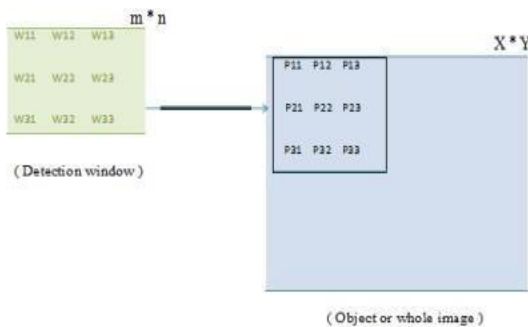 m * n
W11 W12 W13
W21 W22 W23
W31 W32 W33
( Detection window )
X * Y
P11 P12 P13
P21 P22 P23
P31 P32 P33
( Object or whole image )